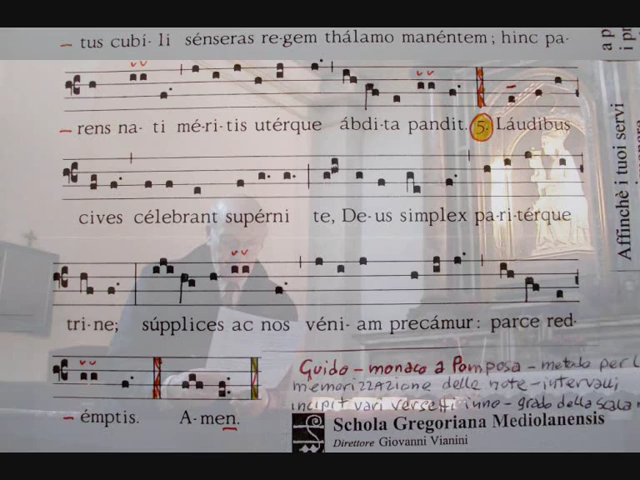 – tus cubí- li sénseras re-gem thálamo manéntem; hinc pa-
– rens na- ti mé-ri-tis utérque ábdi-ta pandit. 5. Láudibus
cives célebrant supérni te, De-us simplex pa-ri-térque
tri-ne; súpplices ac nos véni- am precámur: parce red-
– émptis. A-men.
Guido – monaco a Pomposa – metodo per l
memorizzazione delle note – intervalli,
incipit vari versetti inno – grado della scala
Schola Gregoriana Mediolanensis
Direttore Giovanni Vianini
Affinchè i tuoi servi